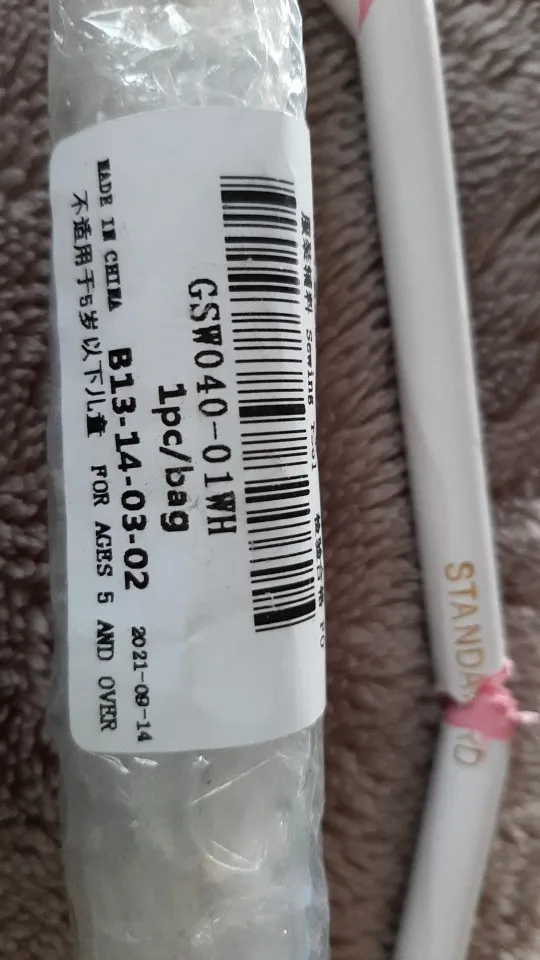 Sewing Tool
GSW040-01WH
1pc/bag
B13-14-03-02 2021-09-14
MADE IN CHINA
不适用于5岁以下儿童 FOR AGES 5 AND OVER
STANDARD